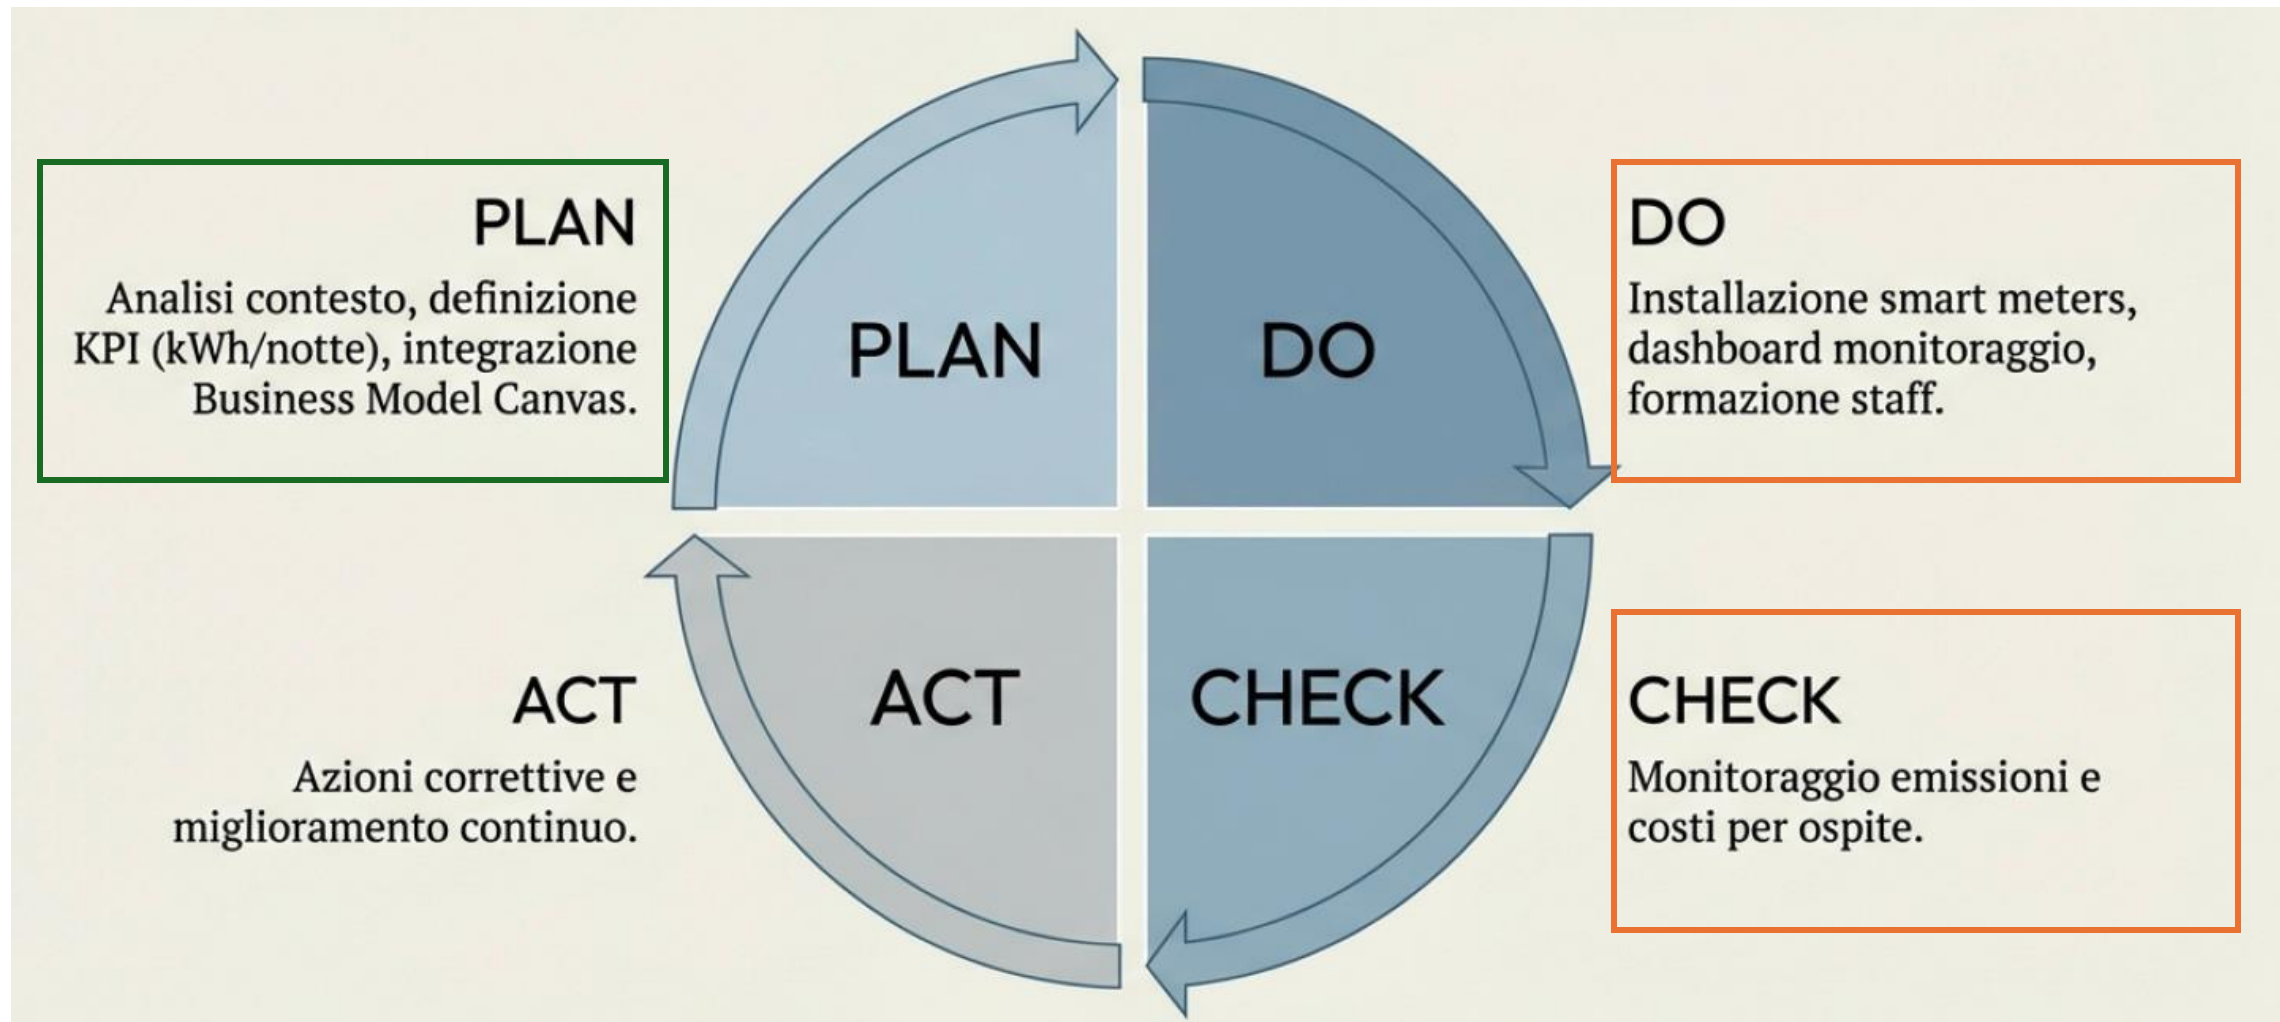 PLAN
Analisi contesto, definizione
KPI (kWh/notte), integrazione
Business Model Canvas.
PLAN
DO
DO
Installazione smart meters,
dashboard monitoraggio,
formazione staff.
ACT
Azioni correttive e
miglioramento continuo.
ACT
CHECK
CHECK
Monitoraggio emissioni e
costi per ospite.